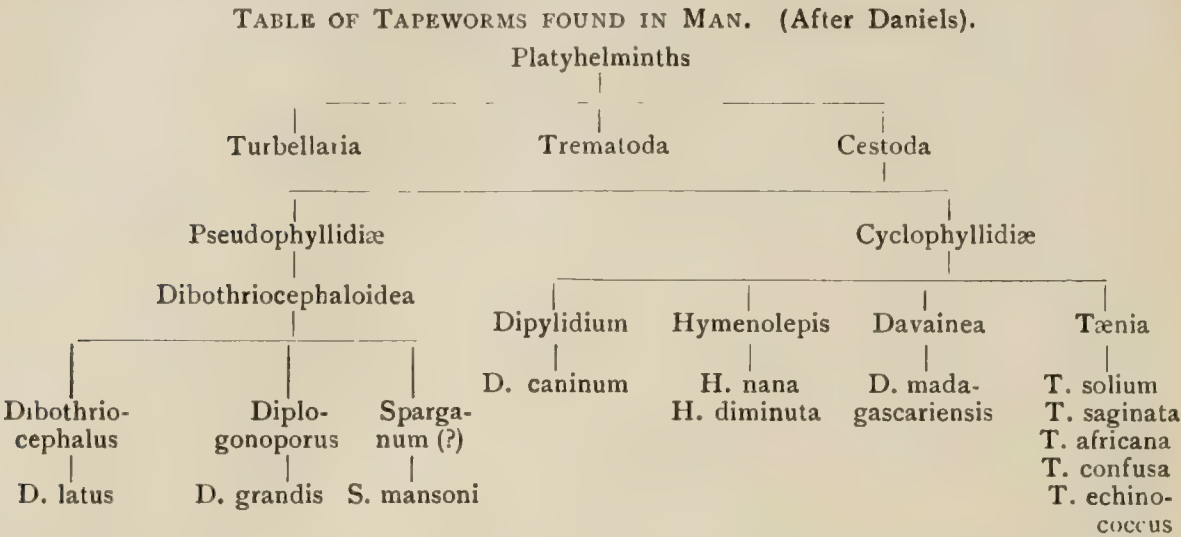 TABLE OF TAPEWORMS FOUND IN MAN. (After Daniels).
Platyhelminths
Turbellaria Trematoda Cestoda
Pseudophyllidiæ Cyclophyllidiæ
Dibothriocephaloidea
Dipylidium Hymenolepis Davainea Tænia
D. caninum H. nana D. mada- T. solium
H. diminuta gascariensis T. saginata
T. africana
T. confusa
T. echino-
coccus
Dibothrio- Diplo- Sparga-
cephalus gonoporus num (?)
D. latus D. grandis S. mansoni